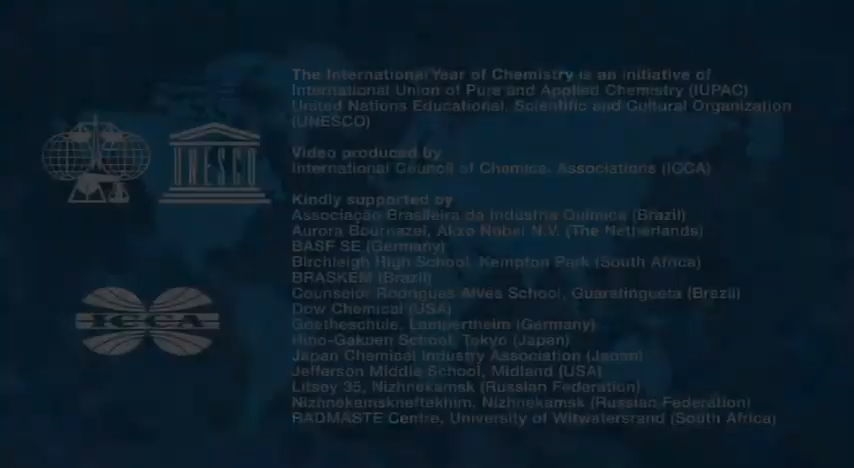 The International Year of Chemistry is an initiative of
International Union of Pure and Applied Chemistry (IUPAC)
United Nations Educational, Scientific and Cultural Organization
(UNESCO)
UNESCO
Video produced by
International Council of Chemical Associations (ICCA)
Kindly supported by
Associação Brasileira da Indústria Química (Brazil)
Aurora Bournazel, Akzo Nobel N.V. (The Netherlands)
BASF SE (Germany)
Birchleigh High School, Kempton Park (South Africa)
BRASKEM (Brazil)
Counselor Rodrigues Alves School, Guaratingueta (Brazil)
ICCA
Dow Chemical (USA)
Goetheschule, Lampertheim (Germany)
Hino-Gakuen School, Tokyo (Japan)
Japan Chemical Industry Association (Japan)
Jefferson Middle School, Midland (USA)
Litsey 35, Nizhnekamsk (Russian Federation)
Nizhnekamskneftekhim, Nizhnekamsk (Russian Federation)
RADMASTE Centre, University of Witwatersrand (South Africa)